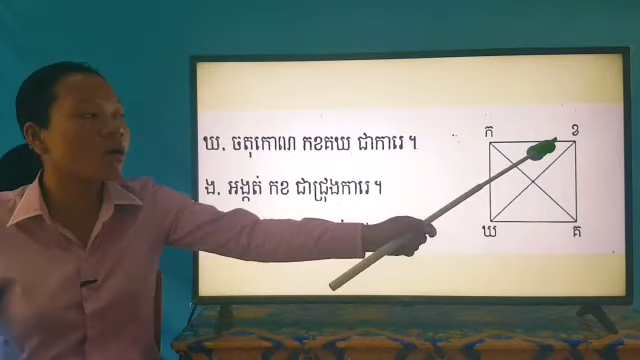 ឃ. ចតុកោណ កខគឃ ជាការេ។
ង. អង្កត់ កខ ជាជ្រុងការេ។
ក ខ
ឃ គ